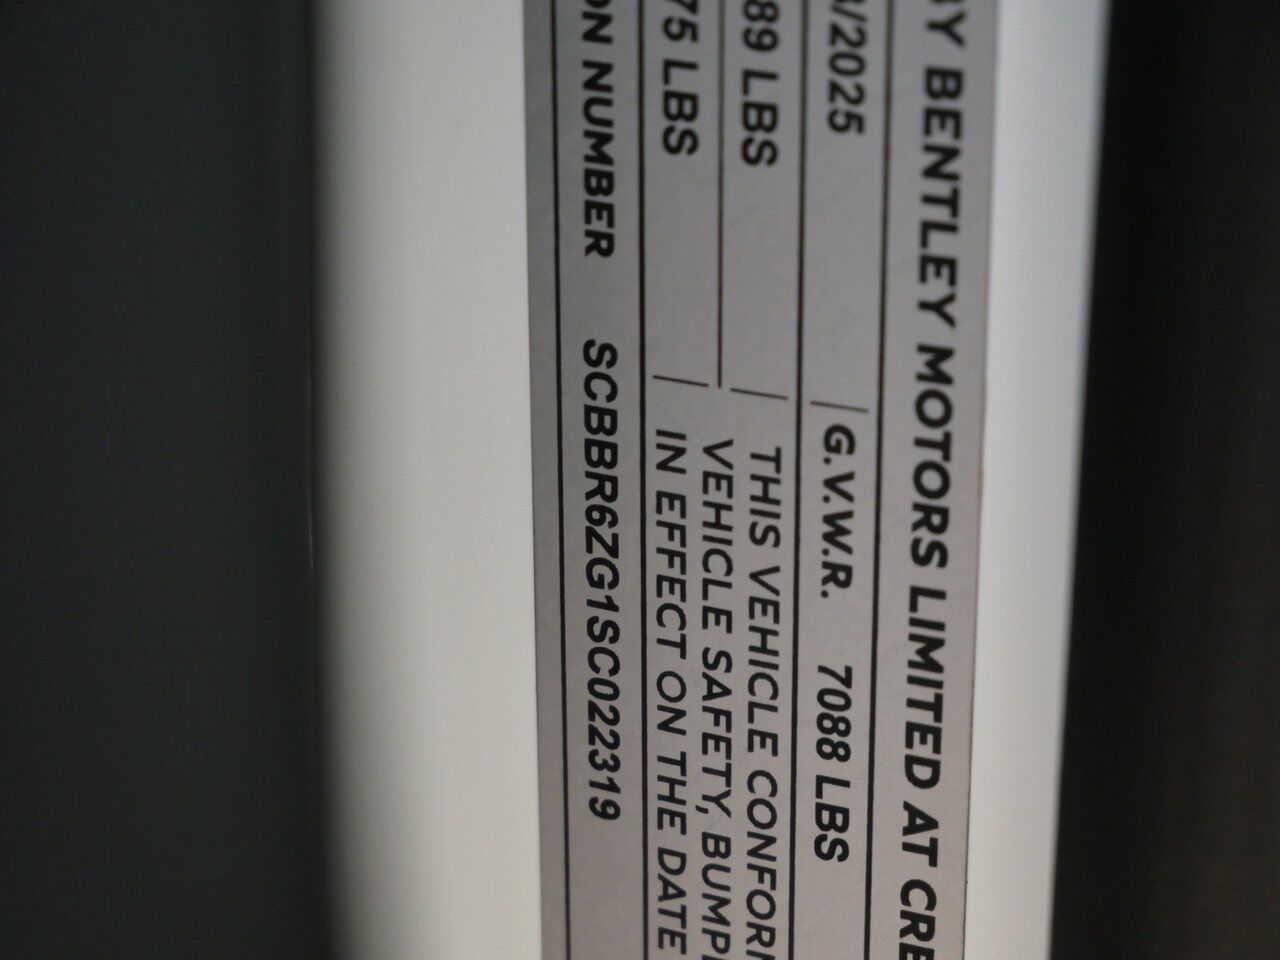 BY BENTLEY MOTORS LIMITED AT CRE
/2025 G.V.W.R. 7088 LBS
89 LBS THIS VEHICLE CONFOR
VEHICLE SAFETY, BUMP
75 LBS IN EFFECT ON THE DATE
ON NUMBER SCBBR6ZG1SC022319